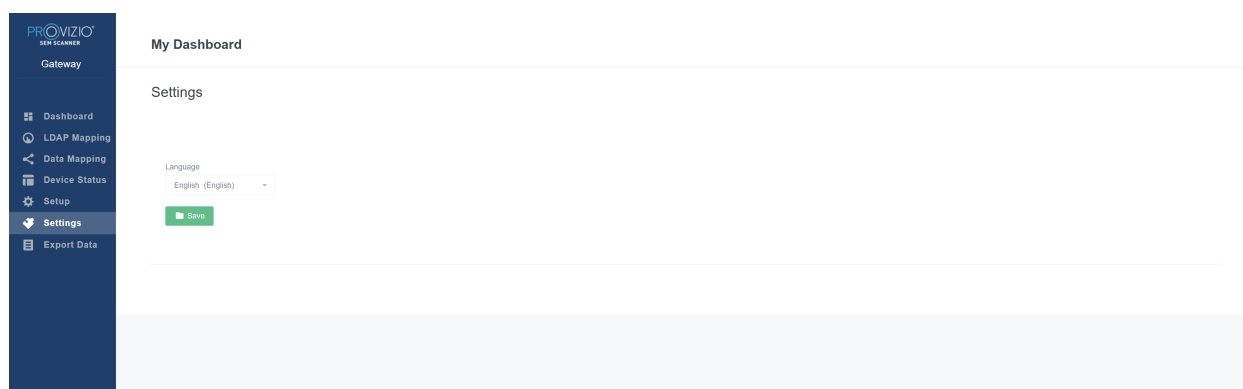 PROVIZIO®
SEM SCANNER
Gateway
Dashboard
LDAP Mapping
Data Mapping
Device Status
Setup
Settings
Export Data
My Dashboard
Settings
Language
English (English)
Save